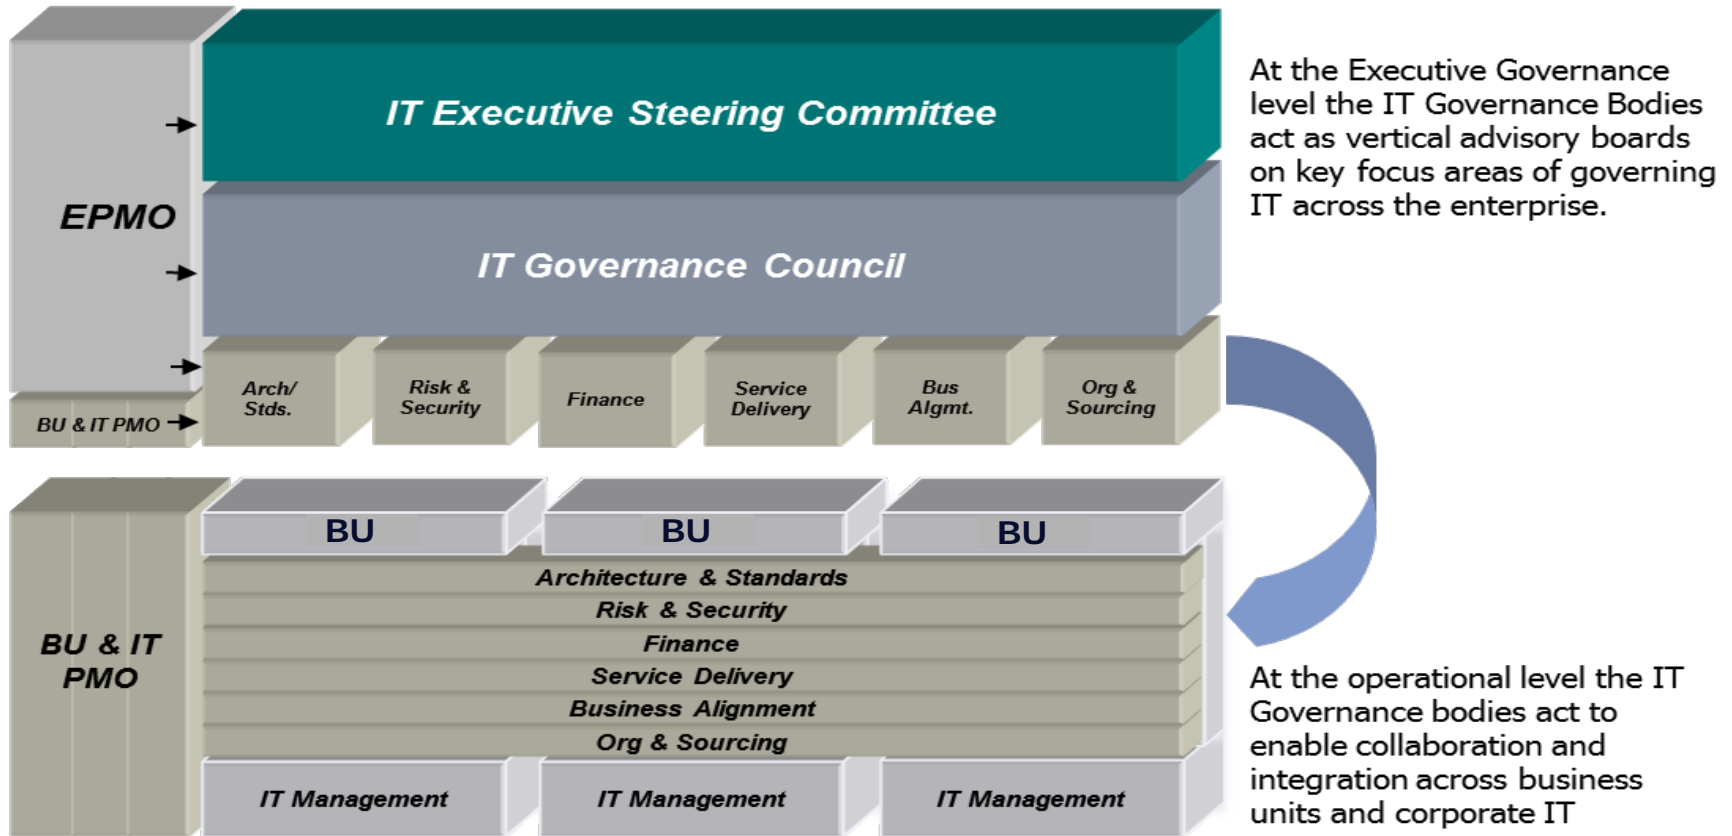 IT Executive Steering Committee
EPMO
IT Governance Council
Arch/
Stds.
Risk &
Security
Finance
Service
Delivery
Bus
Algmt.
Org &
Sourcing
BU & IT PMO
At the Executive Governance
level the IT Governance Bodies
act as vertical advisory boards
on key focus areas of governing
IT across the enterprise.
BU
BU
BU
Architecture & Standards
Risk & Security
Finance
Service Delivery
Business Alignment
Org & Sourcing
BU & IT
PMO
IT Management
IT Management
IT Management
At the operational level the IT
Governance bodies act to
enable collaboration and
integration across business
units and corporate IT